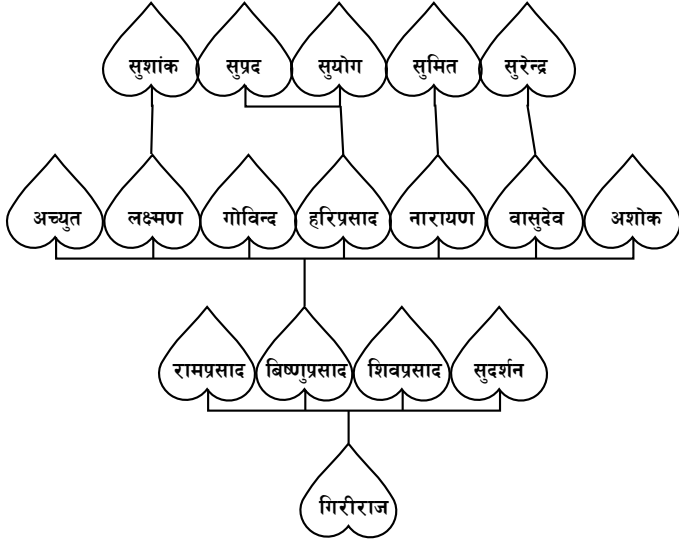 सुशांक सुप्रद सुयोग सुमित सुरेन्द्र
अच्युत लक्ष्मण गोविन्द हरिप्रसाद नारायण वासुदेव अशोक
रामप्रसाद बिष्णुप्रसाद शिवप्रसाद सुदर्शन
गिरीराज